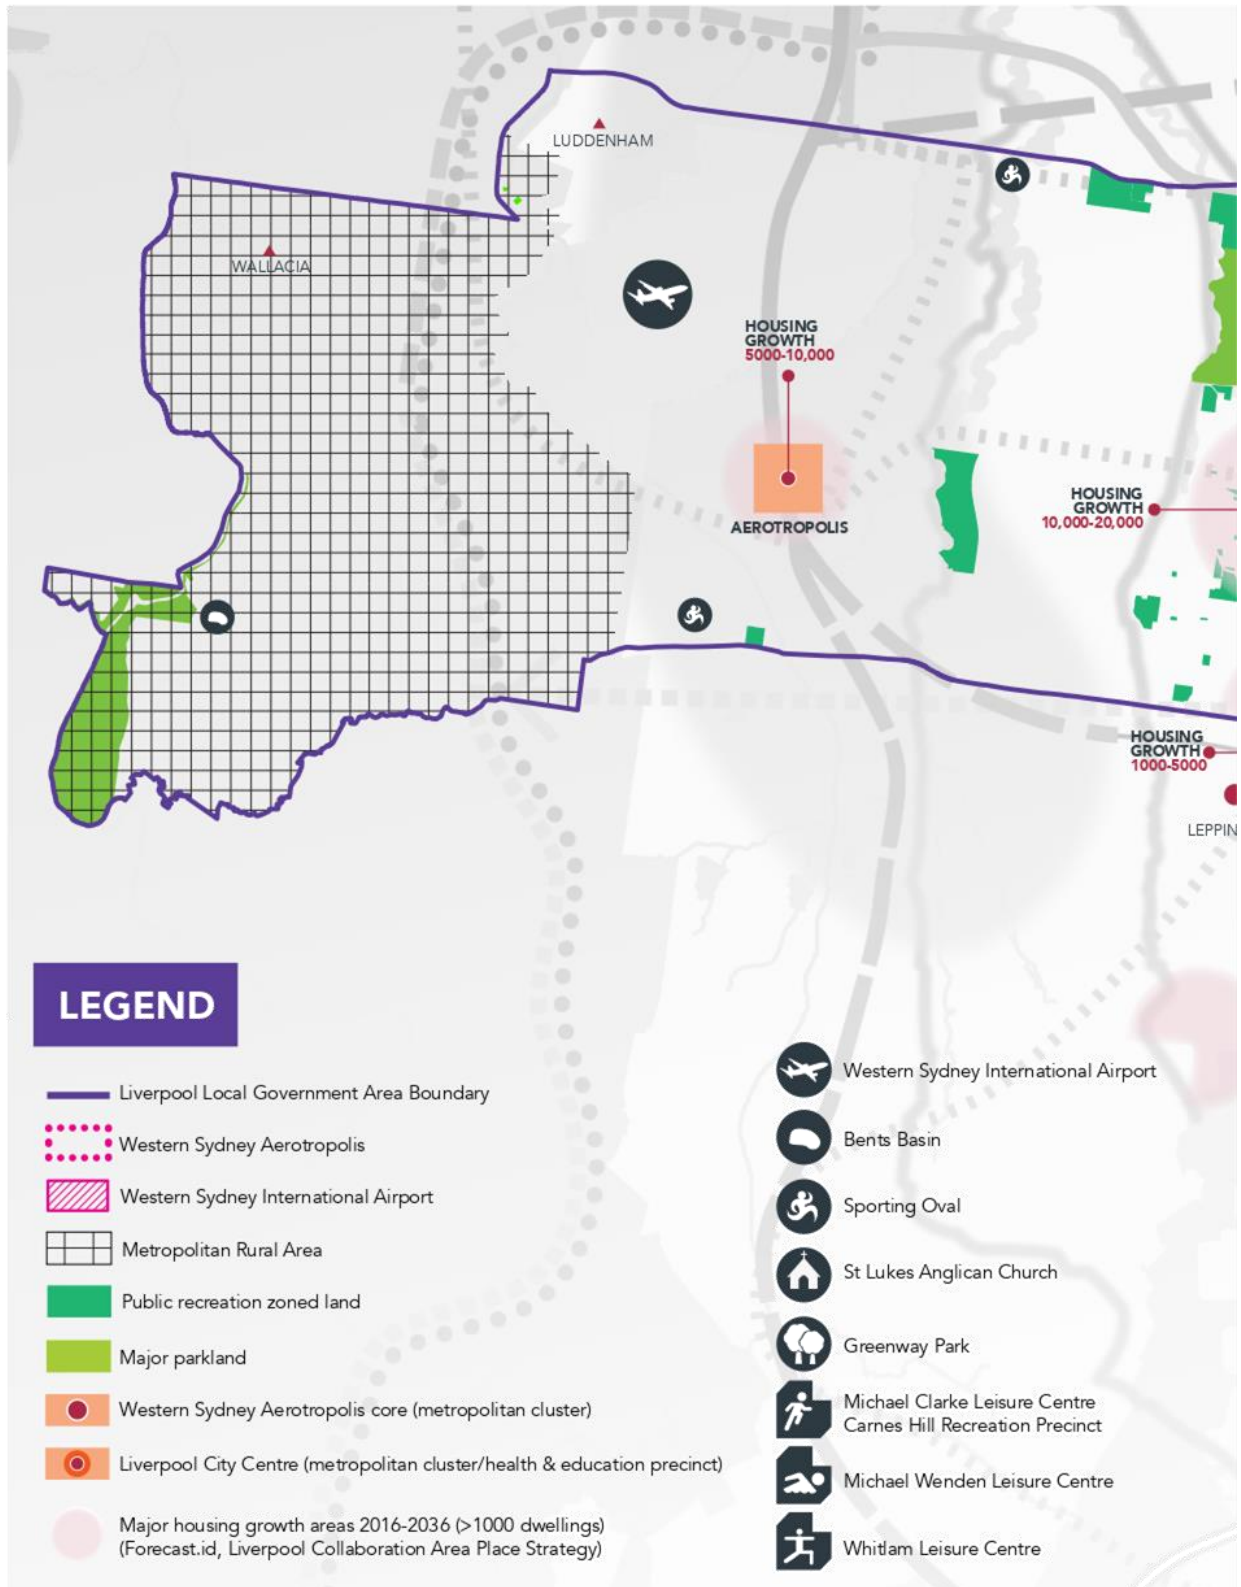 LUDDENHAM
WALLACIA
HOUSING
GROWTH
5000-10,000
HOUSING
GROWTH
10,000-20,000
AEROTROPOLIS
HOUSING
GROWTH
1000-5000
LEPPIN
LEGEND
Liverpool Local Government Area Boundary
Western Sydney Aerotropolis
Western Sydney International Airport
Metropolitan Rural Area
Public recreation zoned land
Major parkland
Western Sydney Aerotropolis core (metropolitan cluster)
Liverpool City Centre (metropolitan cluster/health & education precinct)
Major housing growth areas 2016-2036 (>1000 dwellings)
(Forecast.id, Liverpool Collaboration Area Place Strategy)
Western Sydney International Airport
Bents Basin
Sporting Oval
St Lukes Anglican Church
Greenway Park
Michael Clarke Leisure Centre
Carnes Hill Recreation Precinct
Michael Wenden Leisure Centre
Whitlam Leisure Centre